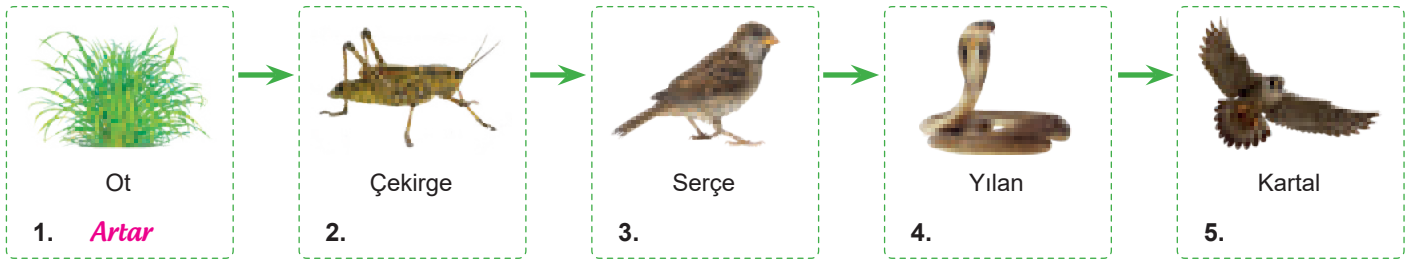 Ot
Çekirge
Serçe
Yılan
Kartal
1. Artar
2.
3.
4.
5.